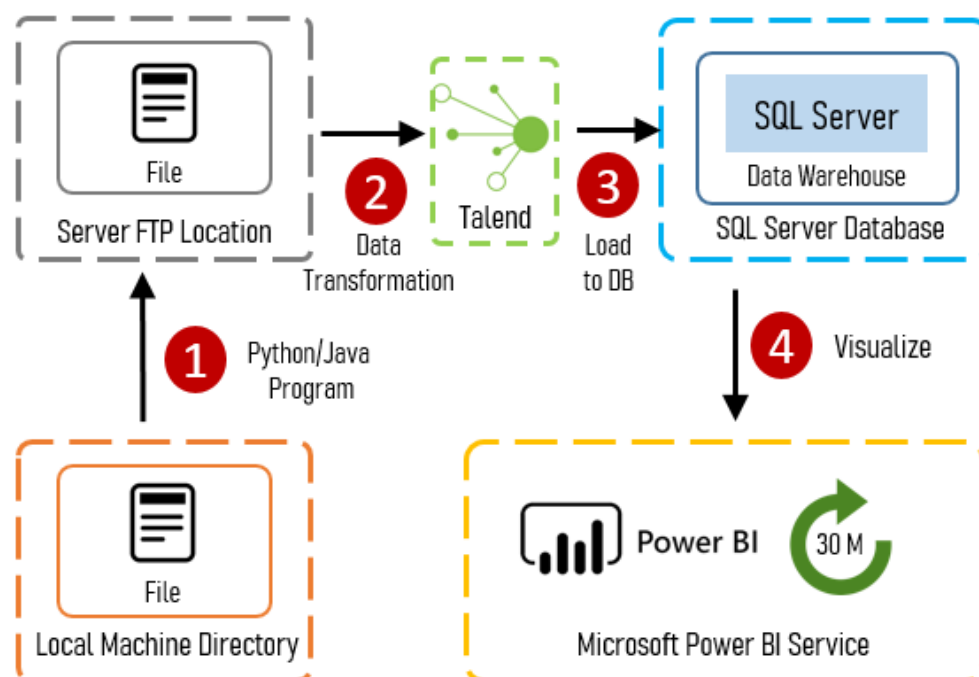 File
Server FTP Location
2
Data
Transformation
Talend
3
Load
to DB
SQL Server
Data Warehouse
SQL Server Database
1
Python/Java
Program
4
Visualize
File
Local Machine Directory
Power BI
30 M
Microsoft Power BI Service